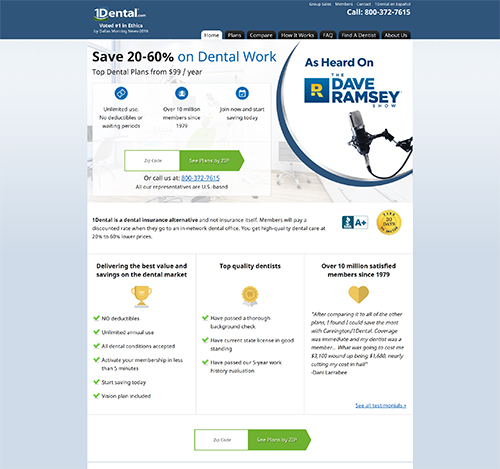 Group Sales Members Contact 1Dental en Español
1Dental.com
Call: 800-372-7615
Voted #1 in Ethics
by Dallas Morning News 2016
Home Plans Compare How It Works FAQ Find A Dentist About Us
Save 20-60% on Dental Work
Top Dental Plans from $99 / year
As Heard On
THE
DAVE
RAMSEY
SHOW
R
Unlimited use.
No deductibles or
waiting periods
Over 10 million
members since
1979
Join now and start
saving today
Zip Code
See Plans by ZIP
Or call us at: 800-372-7615
All our representatives are U.S.-based
1Dental is a dental insurance alternative and not insurance itself. Members will pay a
discounted rate when they go to an in-network dental office. You get high-quality dental care at
20% to 60% lower prices.
BBB
A+
30
DAYS
Delivering the best value and
savings on the dental market
NO deductibles
Unlimited annual use
All dental conditions accepted
Activate your membership in less
than 5 minutes
Start saving today
Vision plan included
Top quality dentists
Have passed a thorough
background check
Have current state license in good
standing
Have passed our 5-year work
history evaluation
Over 10 million satisfied
members since 1979
"After comparing it to all of the other
plans, I found I could save the most
with Careington/1Dental. Coverage
was immediate and my dentist was a
member... What was going to cost me
$3,100 wound up being $1,680, nearly
cutting my cost in half!"
-Dani Larrabee
See all testimonials »
Zip Code
See Plans by ZIP